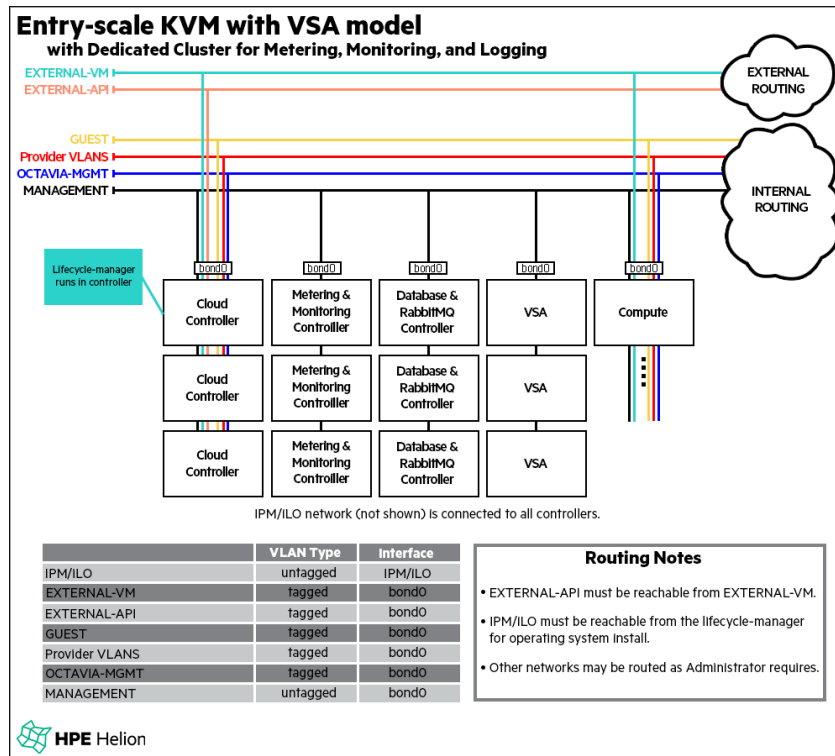 Entry-scale KVM with VSA model
with Dedicated Cluster for Metering, Monitoring, and Logging
EXTERNAL-VM
EXTERNAL-API
EXTERNAL
ROUTING
GUEST
Provider VLANS
OCTAVIA-MGMT
MANAGEMENT
INTERNAL
ROUTING
Lifecycle-manager
runs in controller
bond0
bond0
bond0
bond0
bond0
Cloud
Controller
Metering &
Monitoring
Controiller
Database &
RabbitMQ
Controller
VSA
Compute
Cloud
Controller
Metering &
Monitoring
Controiller
Database &
RabbitMQ
Controller
VSA
Cloud
Controller
Metering &
Monitoring
Controiller
Database &
RabbitMQ
Controller
VSA
IPM/ILO network (not shown) is connected to all controllers.
VLAN Type Interface
IPM/ILO untagged IPM/ILO
EXTERNAL-VM tagged bond0
EXTERNAL-API tagged bond0
GUEST tagged bond0
Provider VLANS tagged bond0
OCTAVIA-MGMT tagged bond0
MANAGEMENT untagged bond0
Routing Notes
• EXTERNAL-API must be reachable from EXTERNAL-VM.
• IPM/ILO must be reachable from the lifecycle-manager
for operating system install.
• Other networks may be routed as Administrator requires.
HPE Helion